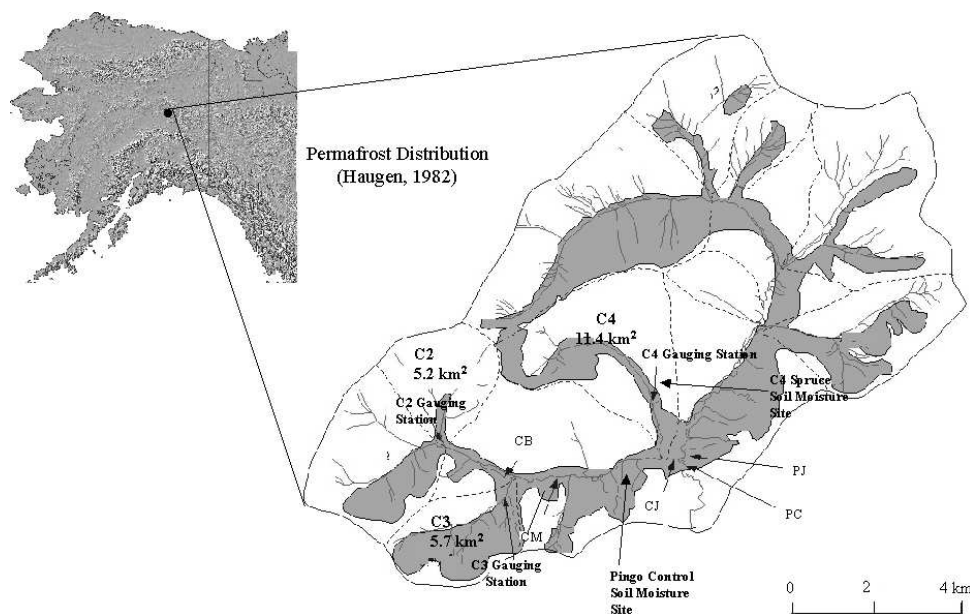 Permafrost Distribution
(Haugen, 1982)
C4
11.4 km²
C4 Gauging Station
C2
5.2 km²
C4 Spruce
Soil Moisture
Site
C2 Gauging
Station
CB
PJ
CJ
PC
C3
5.7 km²
CM
C3 Gauging
Station
Pingo Control
Soil Moisture
Site
0 2 4 km